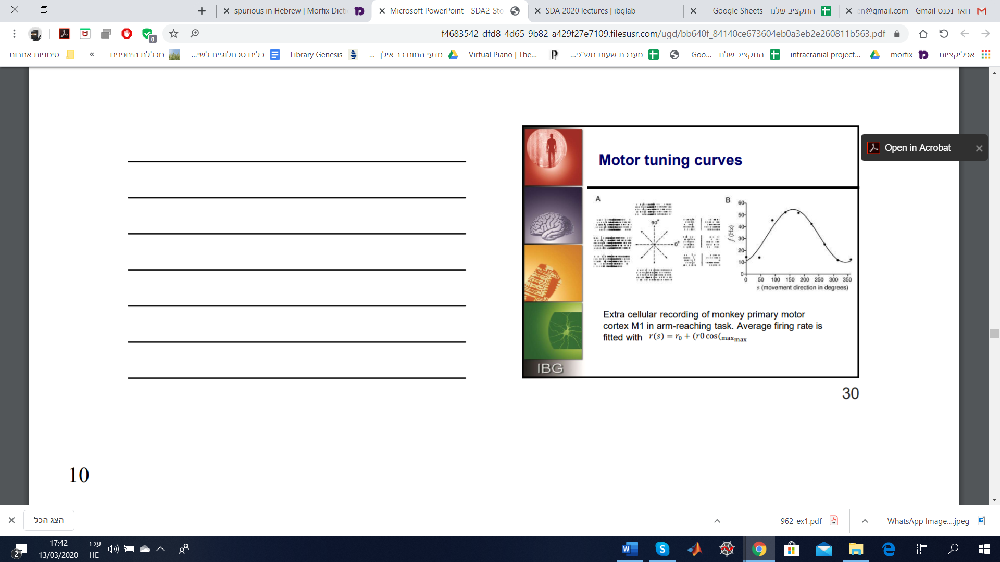 spurious in Hebrew | Morfix Dicti
Microsoft PowerPoint - SDA2-Sto
SDA 2020 lectures | ibglab
התקציב שלנו - Google Sheets
דואר נכנס en@gmail.com - Gmail
f4683542-dfd8-4d65-9b82-a429f27e7109.filesusr.com/ugd/bb640f_84140ce673604eb0a3eb2e260811b563.pdf
0
אפליקציות
morfix
intracranial project...
התקציב שלנו - Goo...
מערכת שעות תש"פ...
Virtual Piano | The...
מדעי המוח בר אילן -...
Library Genesis
כלים טכנולוגיים לשי...
מכללת היחפנים
«
סימניות אחרות
Open in Acrobat
Motor tuning curves
A
90°
0°
B
f (Hz)
60
50
40
30
20
10
0
0 50 100 150 200 250 300 350
s (movement direction in degrees)
Extra cellular recording of monkey primary motor
cortex M1 in arm-reaching task. Average firing rate is
fitted with r(s) = r₀ + (r0 cos(max max
IBG
30
10
הצג הכל
962_ex1.pdf
WhatsApp Image....jpeg
2
17:42
13/03/2020
עבר
HE